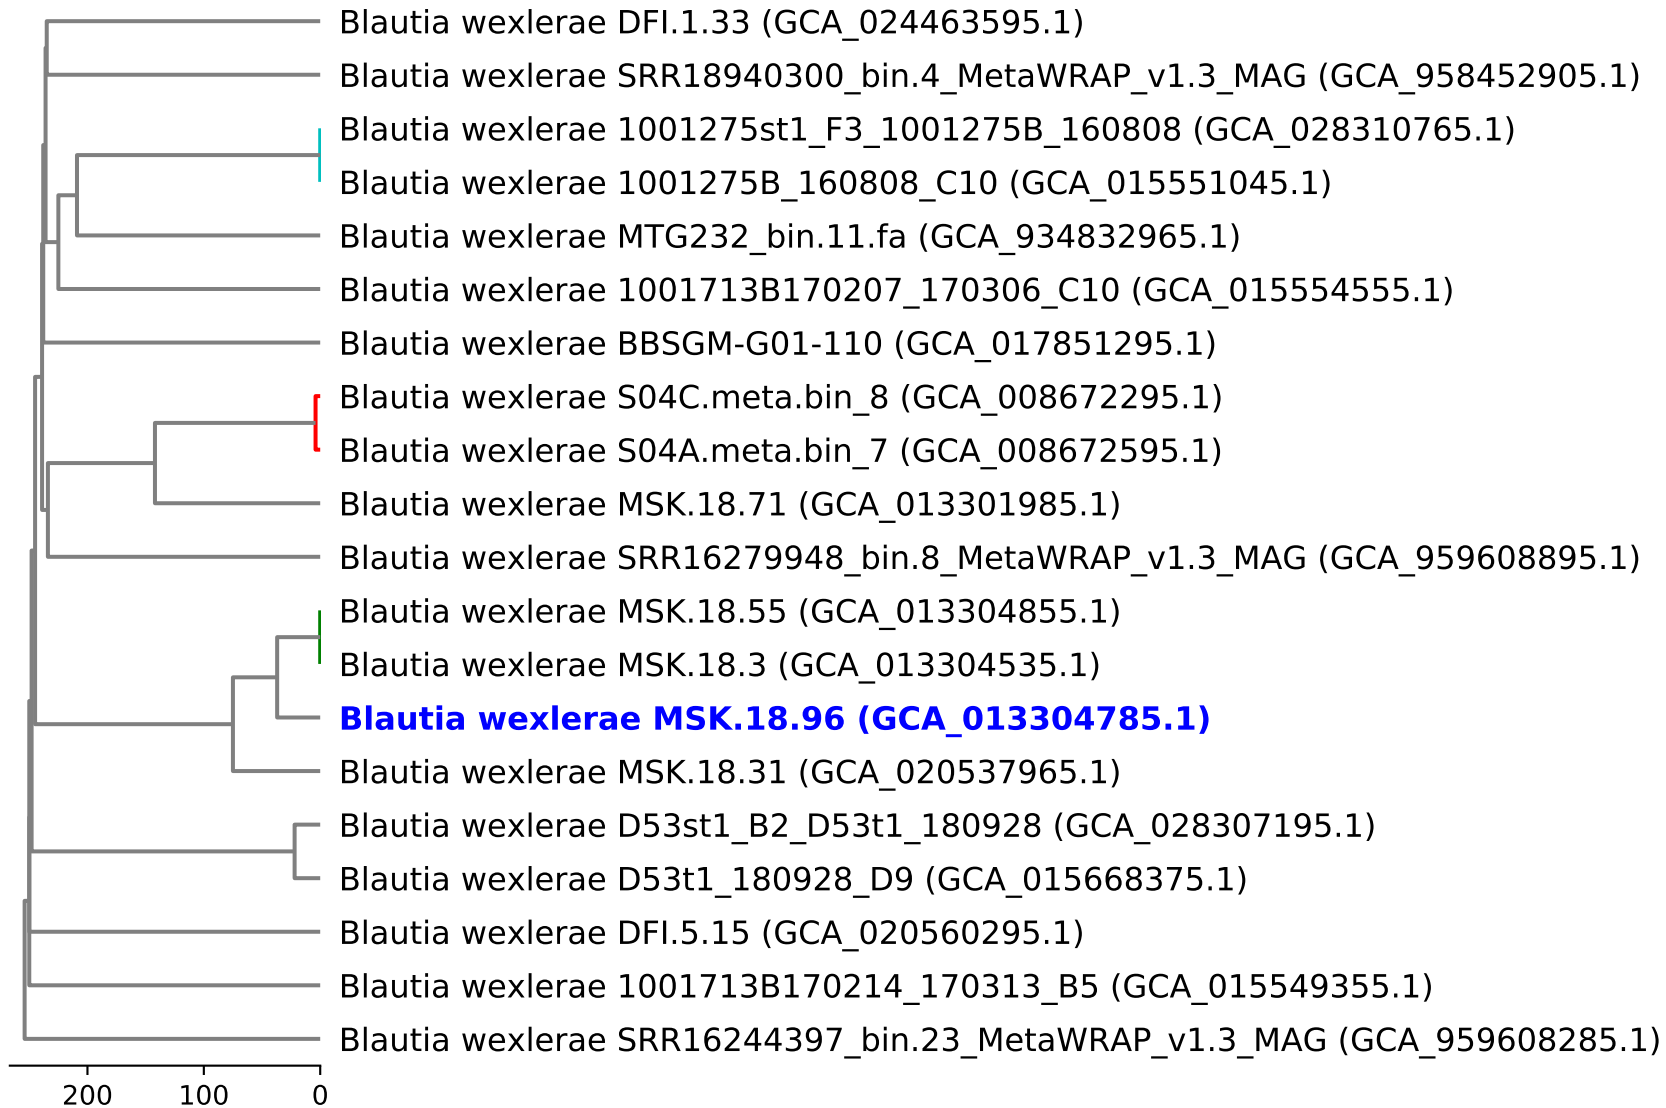 Blautia wexlerae DFI.1.33 (GCA_024463595.1)
Blautia wexlerae SRR18940300_bin.4_MetaWRAP_v1.3_MAG (GCA_958452905.1)
Blautia wexlerae 1001275st1_F3_1001275B_160808 (GCA_028310765.1)
Blautia wexlerae 1001275B_160808_C10 (GCA_015551045.1)
Blautia wexlerae MTG232_bin.11.fa (GCA_934832965.1)
Blautia wexlerae 1001713B170207_170306_C10 (GCA_015554555.1)
Blautia wexlerae BBSGM-G01-110 (GCA_017851295.1)
Blautia wexlerae S04C.meta.bin_8 (GCA_008672295.1)
Blautia wexlerae S04A.meta.bin_7 (GCA_008672595.1)
Blautia wexlerae MSK.18.71 (GCA_013301985.1)
Blautia wexlerae SRR16279948_bin.8_MetaWRAP_v1.3_MAG (GCA_959608895.1)
Blautia wexlerae MSK.18.55 (GCA_013304855.1)
Blautia wexlerae MSK.18.3 (GCA_013304535.1)
Blautia wexlerae MSK.18.96 (GCA_013304785.1)
Blautia wexlerae MSK.18.31 (GCA_020537965.1)
Blautia wexlerae D53st1_B2_D53t1_180928 (GCA_028307195.1)
Blautia wexlerae D53t1_180928_D9 (GCA_015668375.1)
Blautia wexlerae DFI.5.15 (GCA_020560295.1)
Blautia wexlerae 1001713B170214_170313_B5 (GCA_015549355.1)
Blautia wexlerae SRR16244397_bin.23_MetaWRAP_v1.3_MAG (GCA_959608285.1)
200 100 0